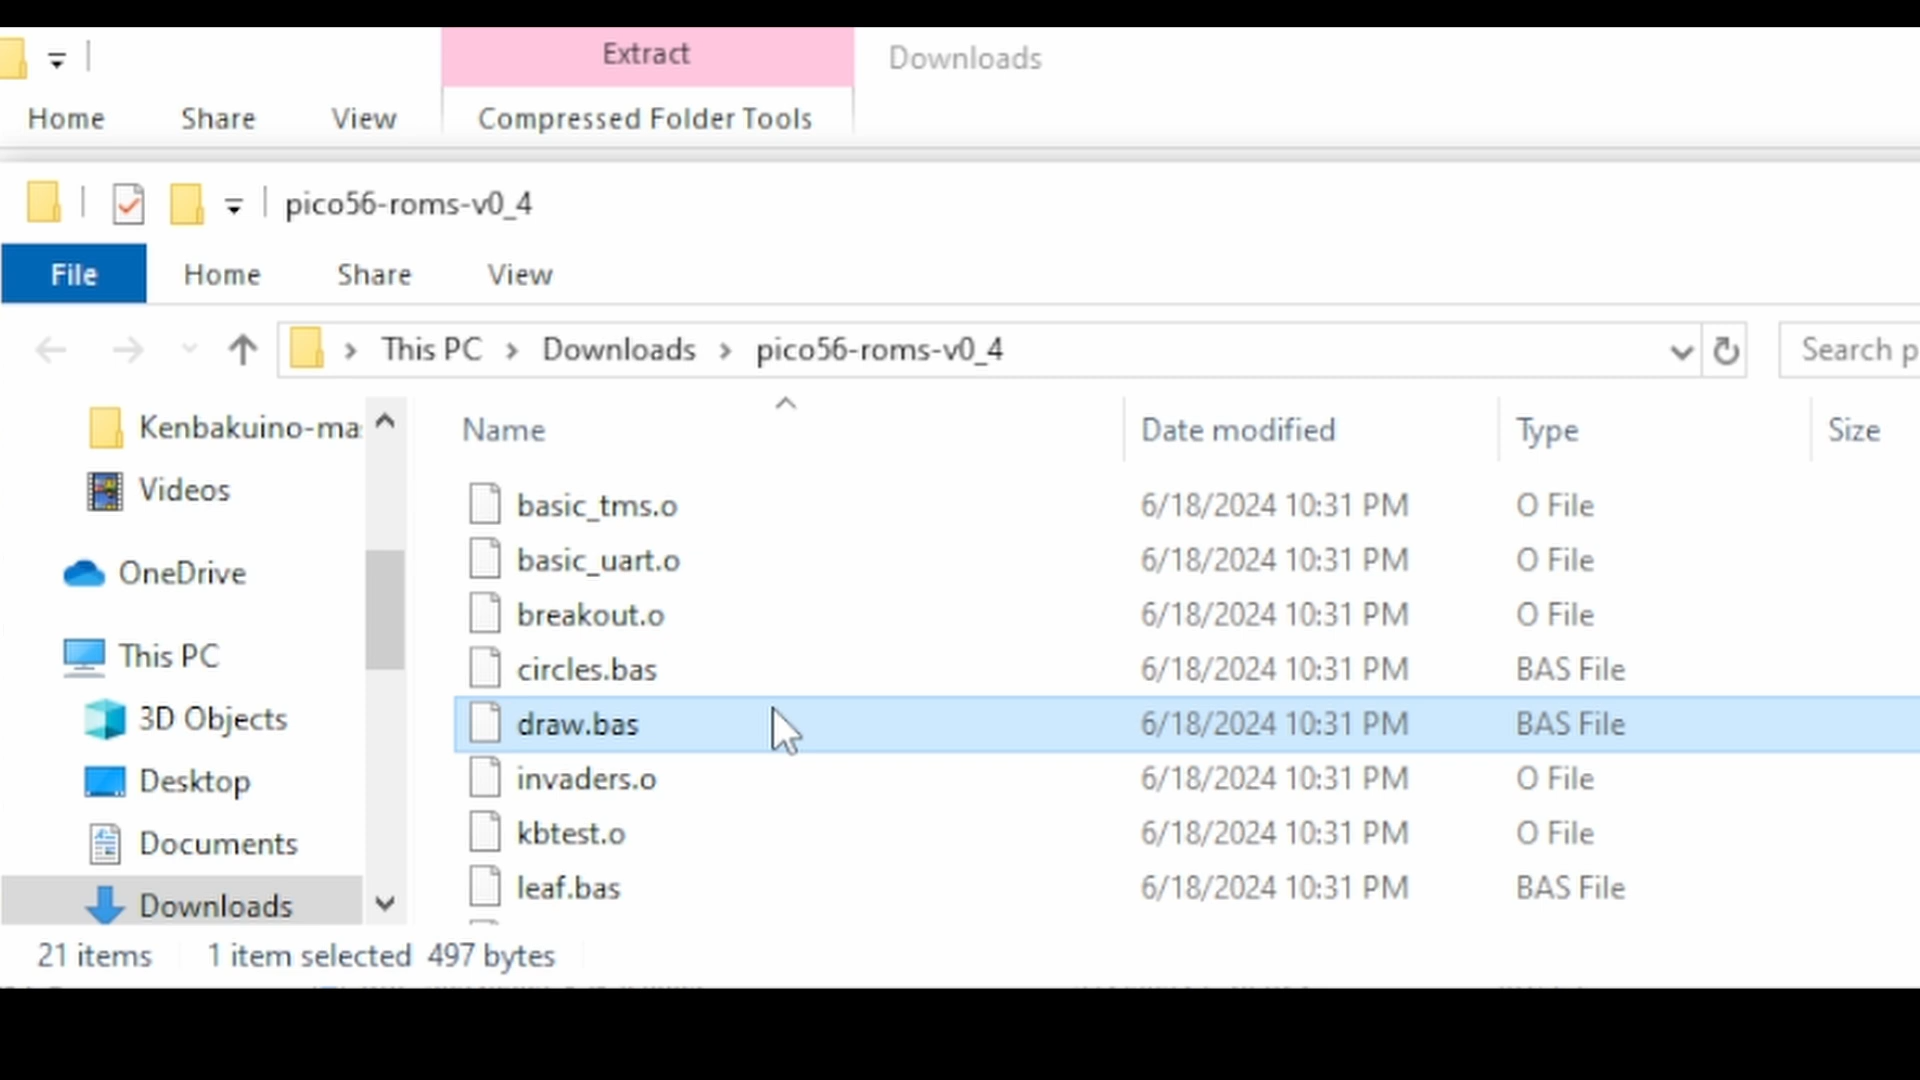 Extract
Downloads
Home Share View Compressed Folder Tools
pico56-roms-v0_4
File Home Share View
This PC > Downloads > pico56-roms-v0_4
Search p
Name Date modified Type Size
Kenbakuino-ma
Videos
OneDrive
This PC
3D Objects
Desktop
Documents
Downloads
basic_tms.o 6/18/2024 10:31 PM O File
basic_uart.o 6/18/2024 10:31 PM O File
breakout.o 6/18/2024 10:31 PM O File
circles.bas 6/18/2024 10:31 PM BAS File
draw.bas 6/18/2024 10:31 PM BAS File
invaders.o 6/18/2024 10:31 PM O File
kbtest.o 6/18/2024 10:31 PM O File
leaf.bas 6/18/2024 10:31 PM BAS File
21 items 1 item selected 497 bytes